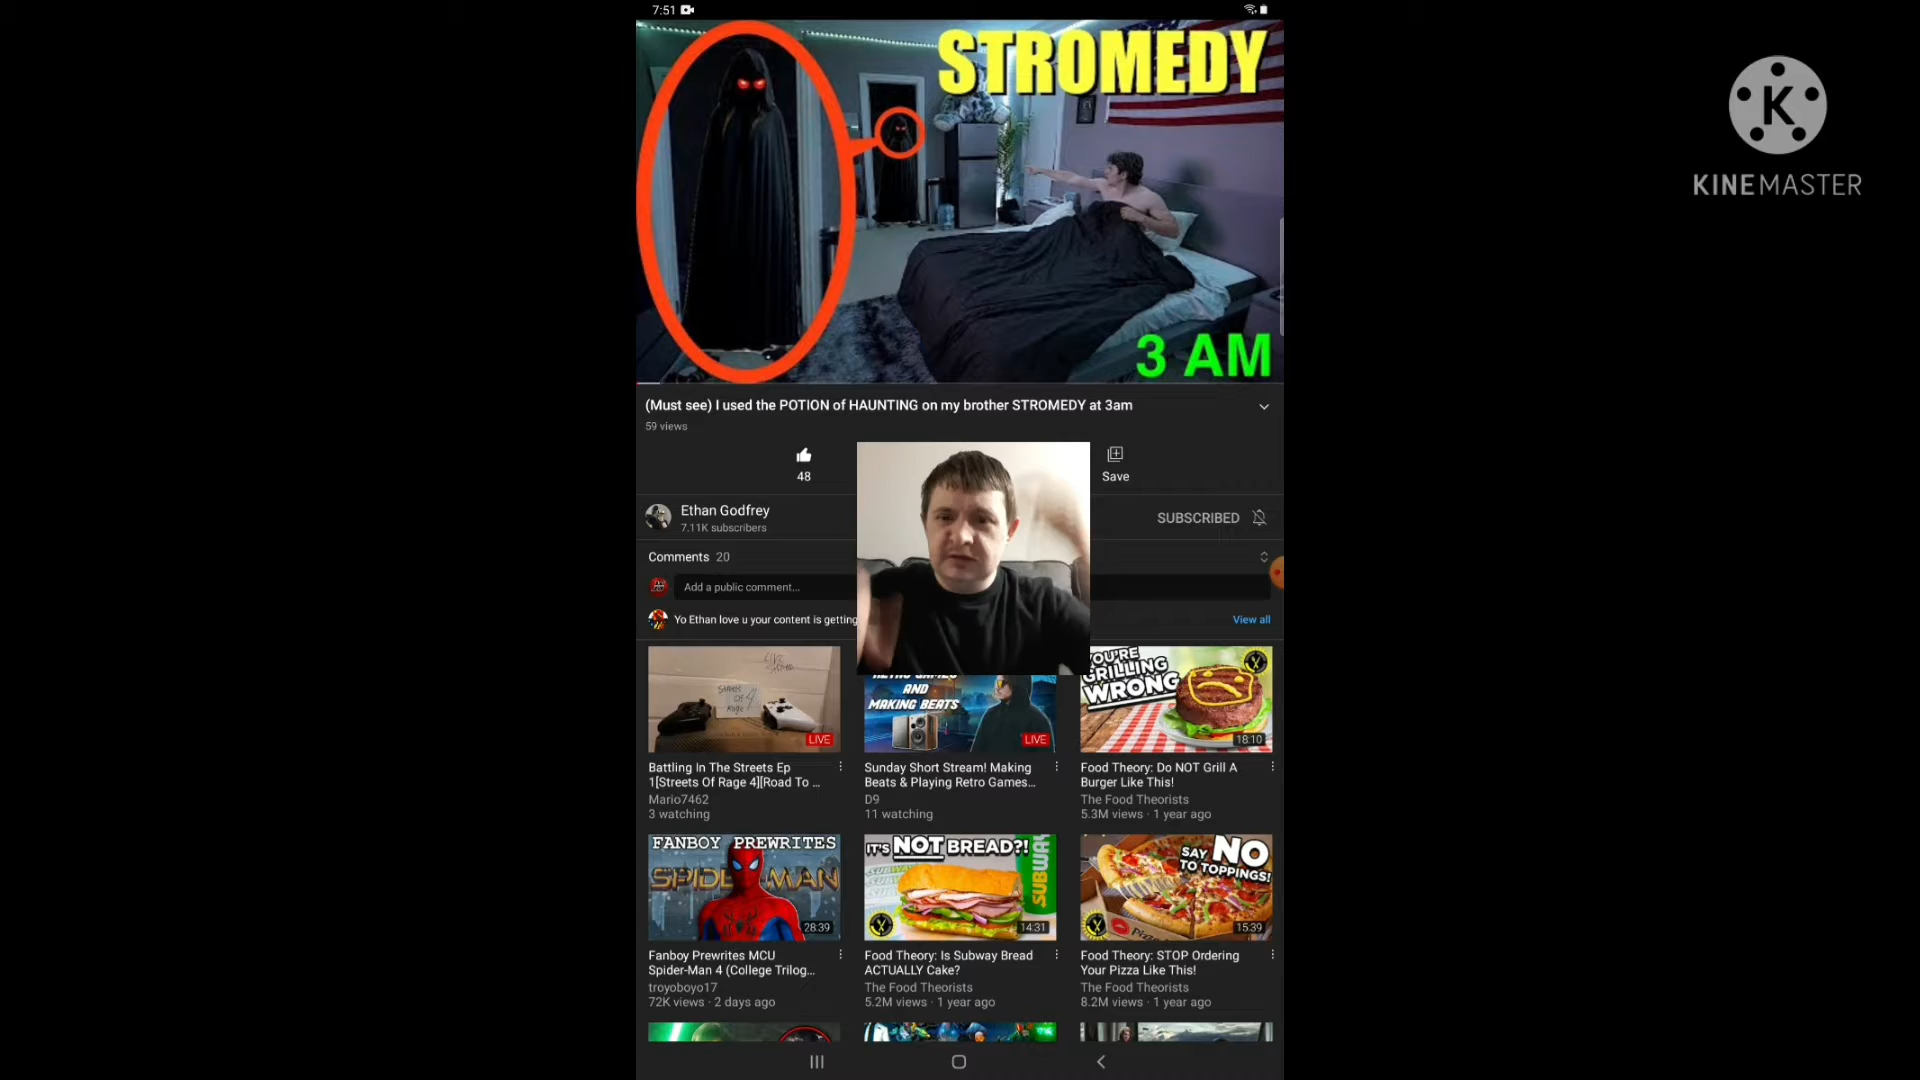 7:51
STROMEDY
3 AM
K
KINEMASTER
(Must see) I used the POTION of HAUNTING on my brother STROMEDY at 3am
59 views
48
Save
Ethan Godfrey
7.11K subscribers
SUBSCRIBED
Comments 20
Add a public comment...
Yo Ethan love u your content is getting
View all
Streets
of 4
Rage
LIVE
AND
MAKING BEATS
LIVE
YOU'RE
GRILLING
WRONG
18:10
Battling In The Streets Ep
1[Streets Of Rage 4][Road To ...
Mario7462
3 watching
Sunday Short Stream! Making
Beats & Playing Retro Games...
D9
11 watching
Food Theory: Do NOT Grill A
Burger Like This!
The Food Theorists
5.3M views · 1 year ago
FANBOY PREWRITES
SPIDER-MAN
28:39
IT'S NOT BREAD?!
SUBWAY
14:31
SAY NO
TO TOPPINGS!
15:39
Fanboy Prewrites MCU
Spider-Man 4 (College Trilog...
troyoboyo17
72K views · 2 days ago
Food Theory: Is Subway Bread
ACTUALLY Cake?
The Food Theorists
5.2M views · 1 year ago
Food Theory: STOP Ordering
Your Pizza Like This!
The Food Theorists
8.2M views · 1 year ago